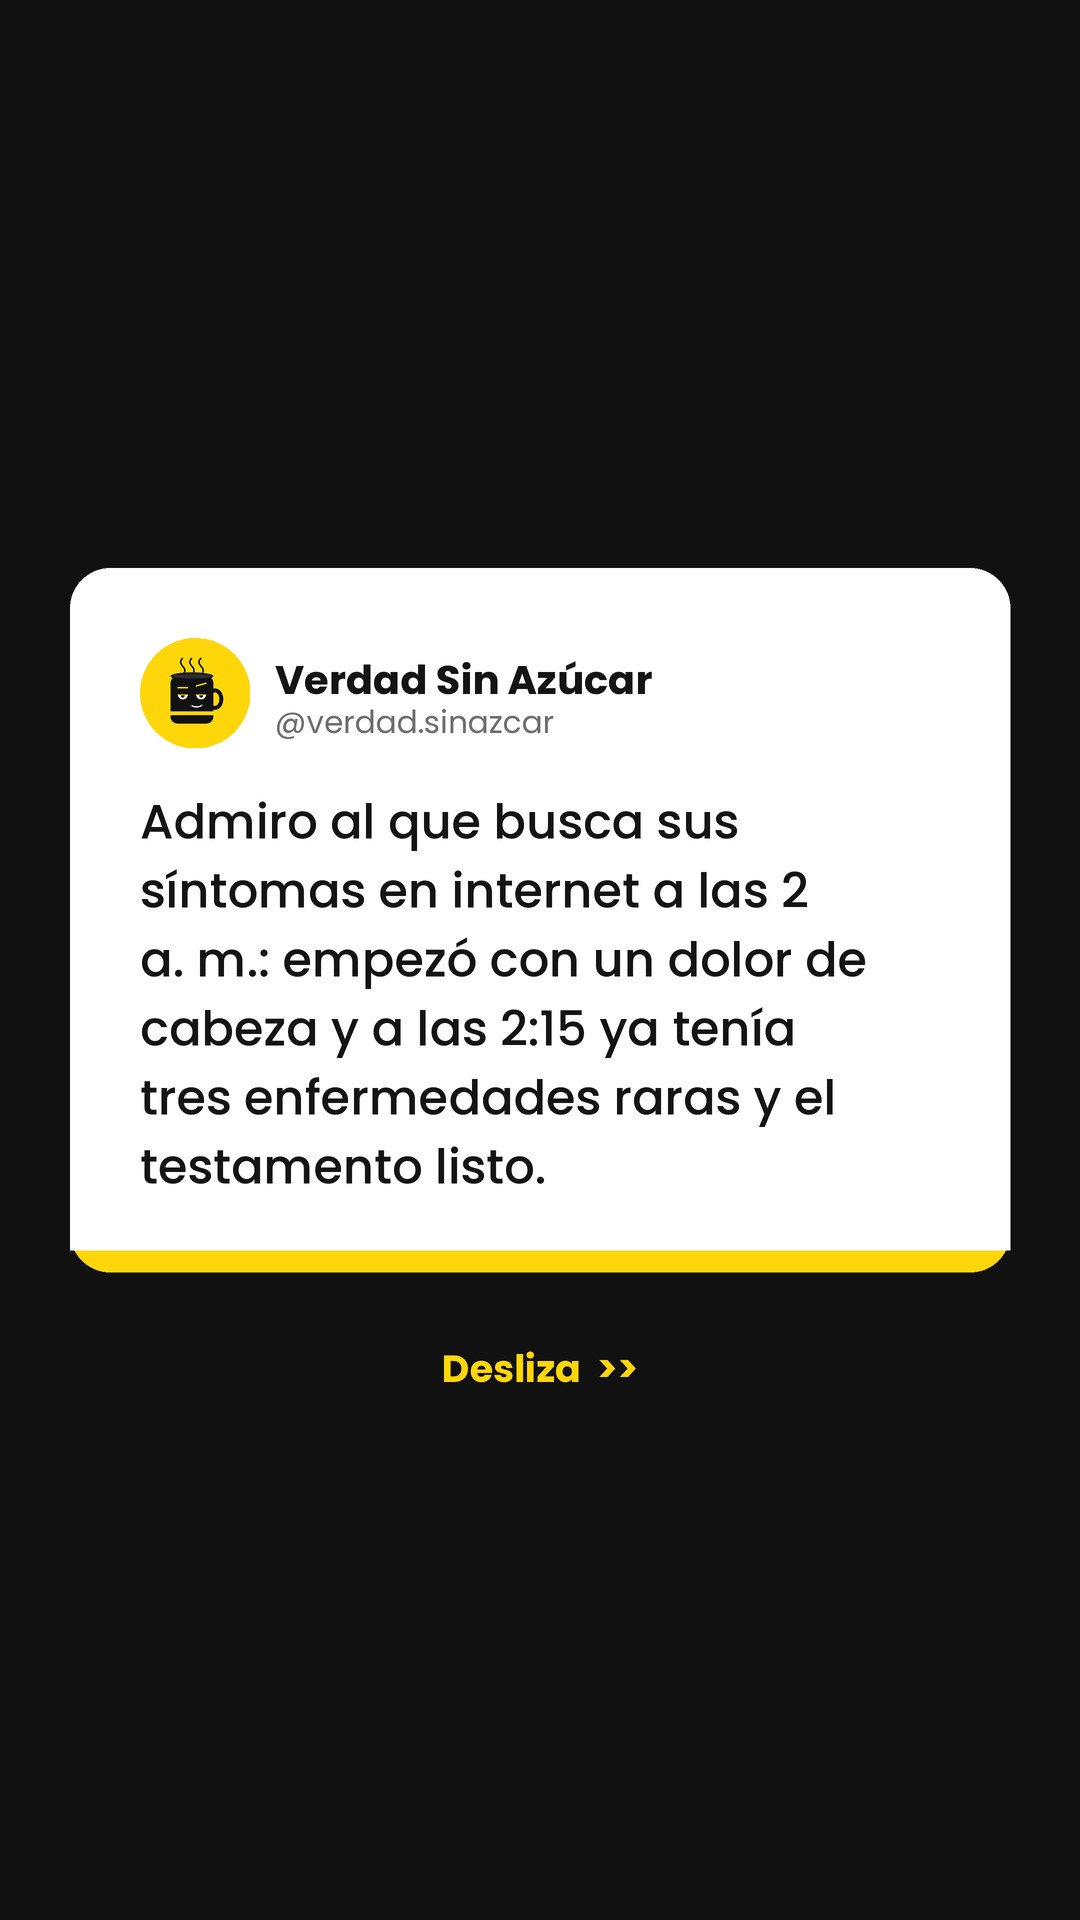 Verdad Sin Azúcar
@verdad.sinazcar
Admiro al que busca sus
síntomas en internet a las 2
a. m.: empezó con un dolor de
cabeza y a las 2:15 ya tenía
tres enfermedades raras y el
testamento listo.
Desliza >>